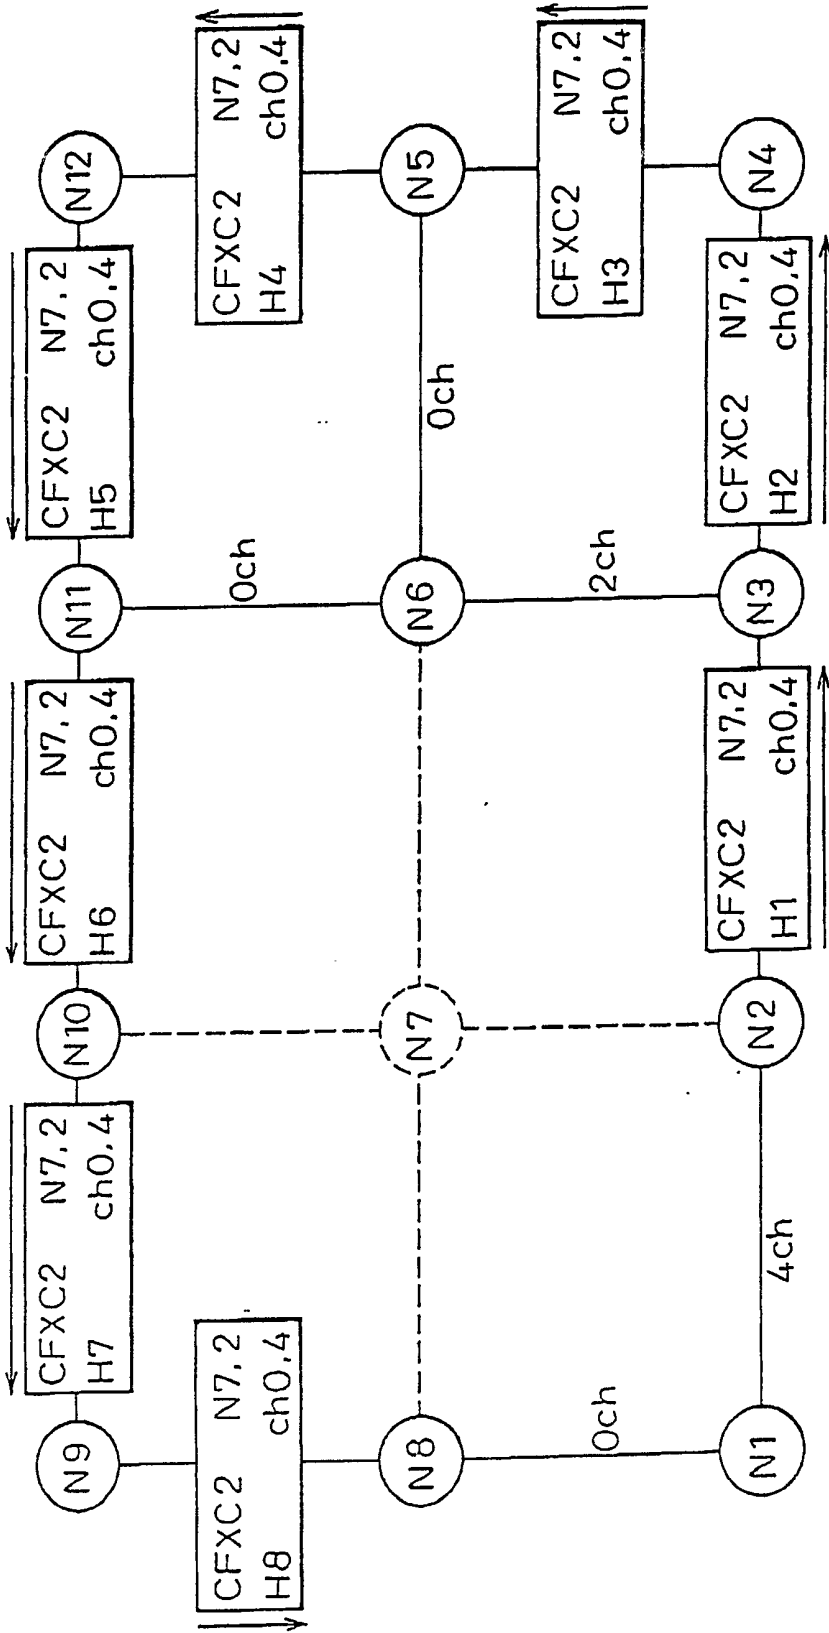 N9
CFXC2 N7,2
H7 ch0,4
N10
CFXC2 N7,2
H6 ch0,4
N11
CFXC2 N7,2
H5 ch0,4
N12
CFXC2 N7,2
H8 ch0,4
0ch
CFXC2 N7,2
H4 ch0,4
N8
N7
N6
0ch
N5
0ch
2ch
CFXC2 N7,2
H3 ch0,4
N1
4ch
N2
CFXC2 N7,2
H1 ch0,4
N3
CFXC2 N7,2
H2 ch0,4
N4